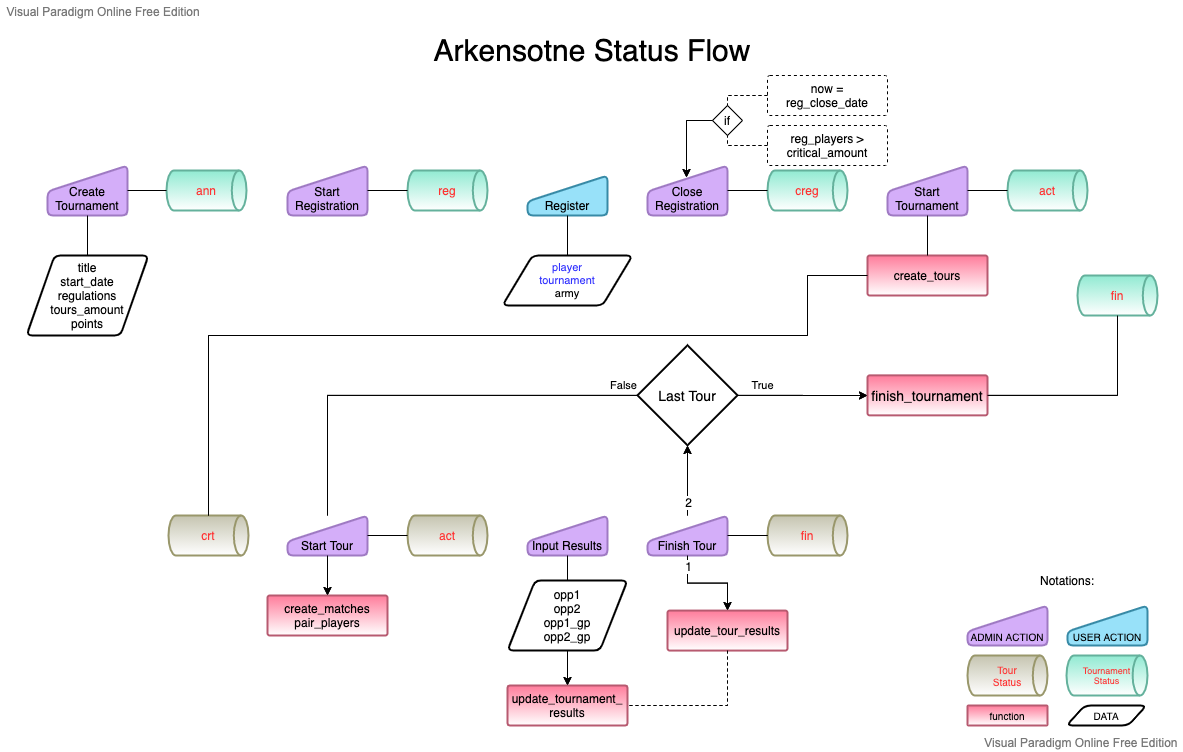 Visual Paradigm Online Free Edition
Arkensotne Status Flow
now =
reg_close_date
if
reg_players >
critical_amount
Create
Tournament
ann
Start
Registration
reg
Register
Close
Registration
creg
Start
Tournament
act
title
start_date
regulations
tours_amount
points
player
tournament
army
create_tours
fin
False
Last Tour
True
finish_tournament
2
crt
Start Tour
act
Input Results
Finish Tour
fin
1
create_matches
pair_players
opp1
opp2
opp1_gp
opp2_gp
update_tour_results
update_tournament_
results
Notations:
ADMIN ACTION
USER ACTION
Tour
Status
Tournament
Status
function
DATA
Visual Paradigm Online Free Edition